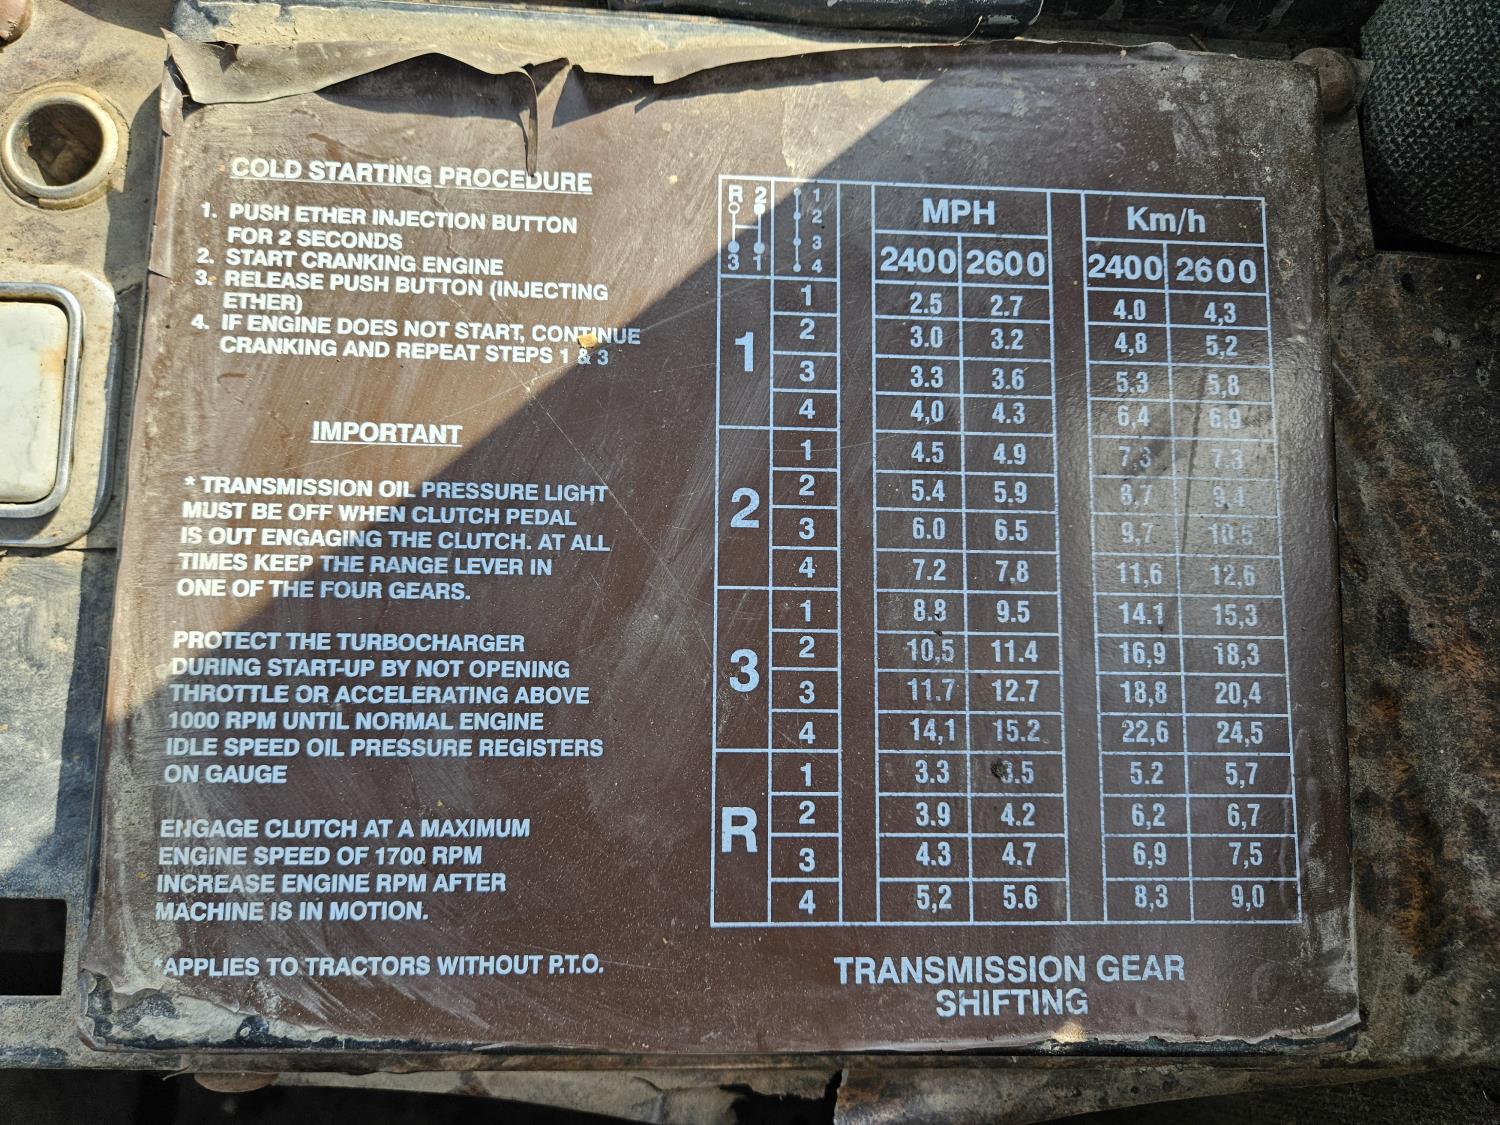 COLD STARTING PROCEDURE
1. PUSH ETHER INJECTION BUTTON
FOR 2 SECONDS
2. START CRANKING ENGINE
3. RELEASE PUSH BUTTON (INJECTING
ETHER)
4. IF ENGINE DOES NOT START, CONTINUE
CRANKING AND REPEAT STEPS 1 & 3
IMPORTANT
* TRANSMISSION OIL PRESSURE LIGHT
MUST BE OFF WHEN CLUTCH PEDAL
IS OUT ENGAGING THE CLUTCH. AT ALL
TIMES KEEP THE RANGE LEVER IN
ONE OF THE FOUR GEARS.
PROTECT THE TURBOCHARGER
DURING START-UP BY NOT OPENING
THROTTLE OR ACCELERATING ABOVE
1000 RPM UNTIL NORMAL ENGINE
IDLE SPEED OIL PRESSURE REGISTERS
ON GAUGE
ENGAGE CLUTCH AT A MAXIMUM
ENGINE SPEED OF 1700 RPM
INCREASE ENGINE RPM AFTER
MACHINE IS IN MOTION.
*APPLIES TO TRACTORS WITHOUT P.T.O.
R 2 1
2
3
3 1 4
MPH Km/h
2400 2600 2400 2600
1
1 2.5 2.7 4.0 4,3
2 3.0 3.2 4,8 5.2
3 3.3 3.6 5.3 5,8
4 4,0 4.3 6,4 6.9
2
1 4.5 4.9 7.3
2 5.4 5.9 8,7
3 6.0 6.5 9,7 10.5
4 7.2 7,8 11,6 12,6
3
1 8.8 9.5 14.1 15,3
2 10,5 11.4 16,9 18,3
3 11.7 12.7 18,8 20,4
4 14,1 15.2 22,6 24,5
R
1 3.3 3.5 5.2 5,7
2 3.9 4.2 6,2 6,7
3 4.3 4.7 6,9 7,5
4 5,2 5.6 8,3 9,0
TRANSMISSION GEAR
SHIFTING